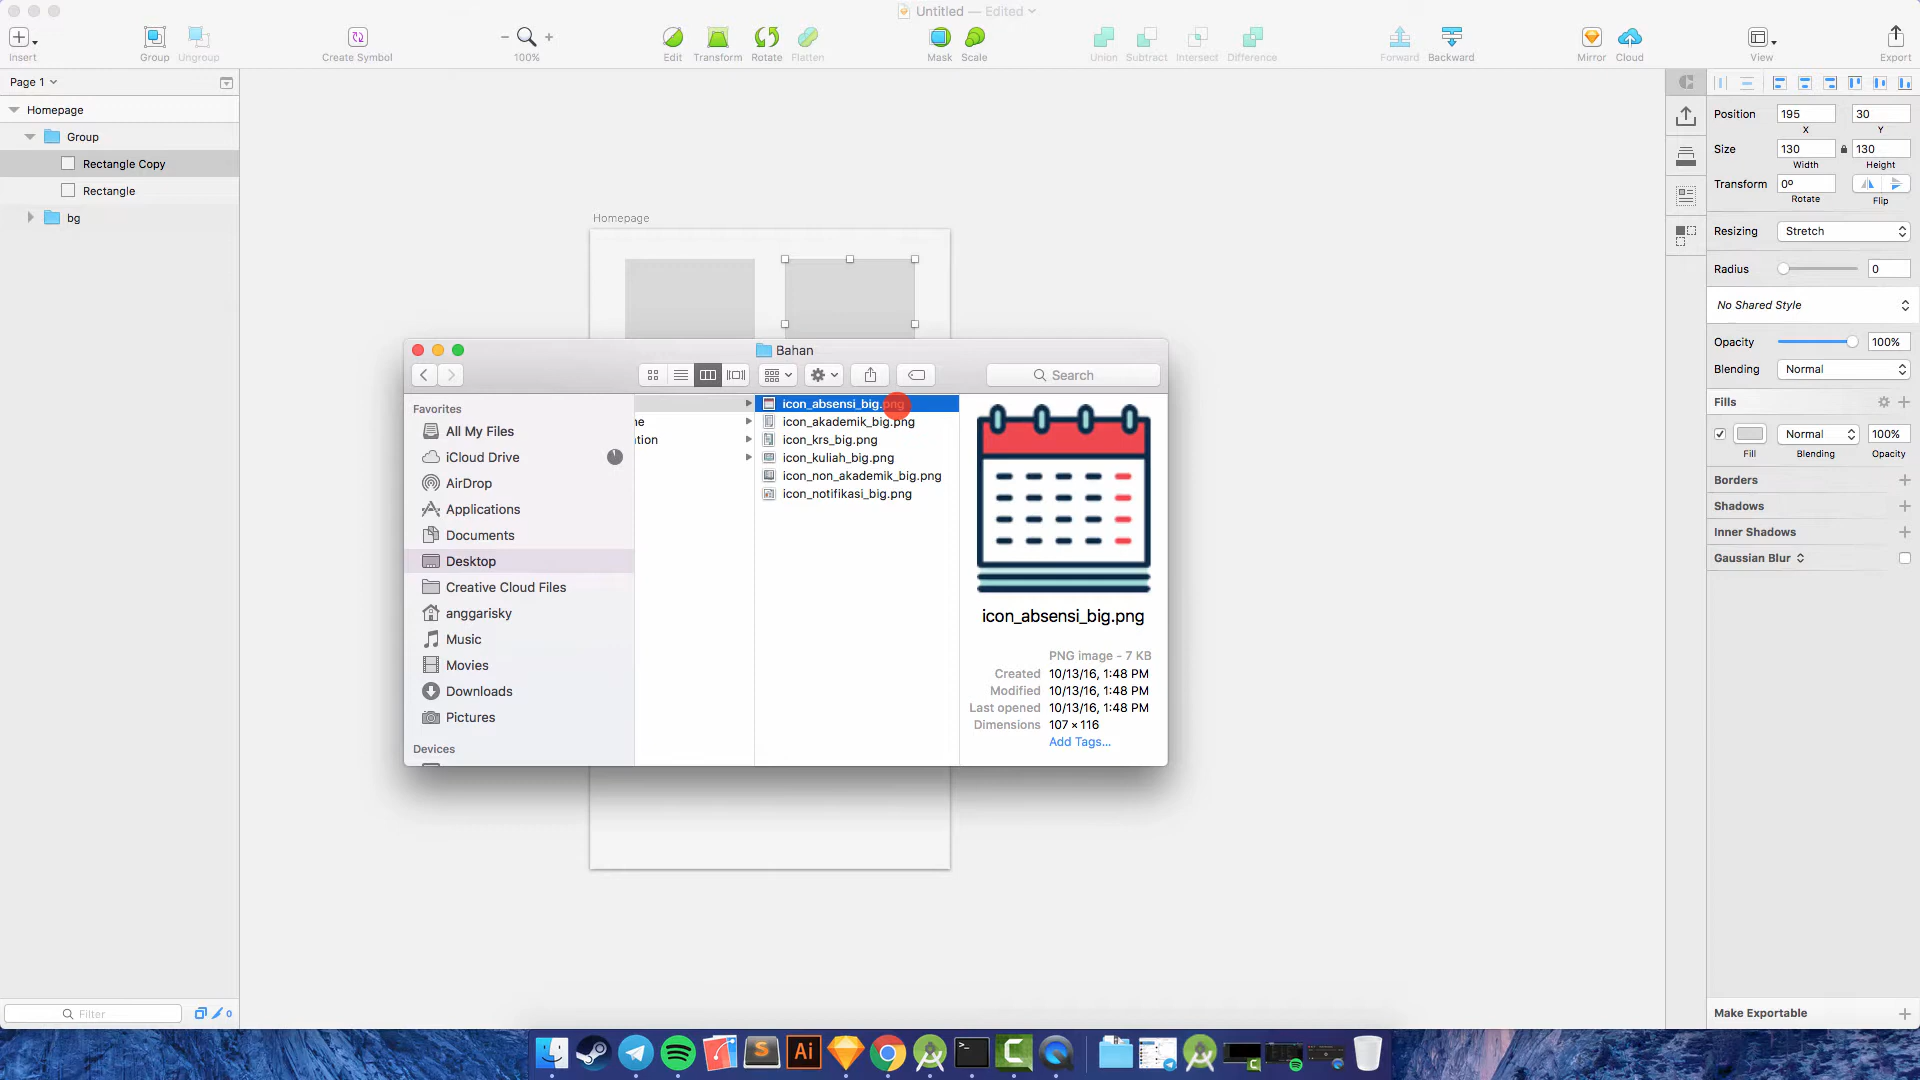 Untitled — Edited
Insert
Group
Ungroup
Create Symbol
100%
Edit
Transform
Rotate
Flatten
Mask
Scale
Union
Subtract
Intersect
Difference
Forward
Backward
Mirror
Cloud
View
Export
Page 1
Homepage
Group
Rectangle Copy
Rectangle
bg
Filter
0
Homepage
Bahan
Search
Favorites
All My Files
iCloud Drive
AirDrop
Applications
Documents
Desktop
Creative Cloud Files
anggarisky
Music
Movies
Downloads
Pictures
Devices
ne
ation
icon_absensi_big.png
icon_akademik_big.png
icon_krs_big.png
icon_kuliah_big.png
icon_non_akademik_big.png
icon_notifikasi_big.png
icon_absensi_big.png
PNG image - 7 KB
Created 10/13/16, 1:48 PM
Modified 10/13/16, 1:48 PM
Last opened 10/13/16, 1:48 PM
Dimensions 107 × 116
Add Tags...
Position 195 30
X Y
Size 130 130
Width Height
Transform 0º
Rotate Flip
Resizing Stretch
Radius 0
No Shared Style
Opacity 100%
Blending Normal
Fills
Normal 100%
Fill Blending Opacity
Borders
Shadows
Inner Shadows
Gaussian Blur
Make Exportable
S
Ai